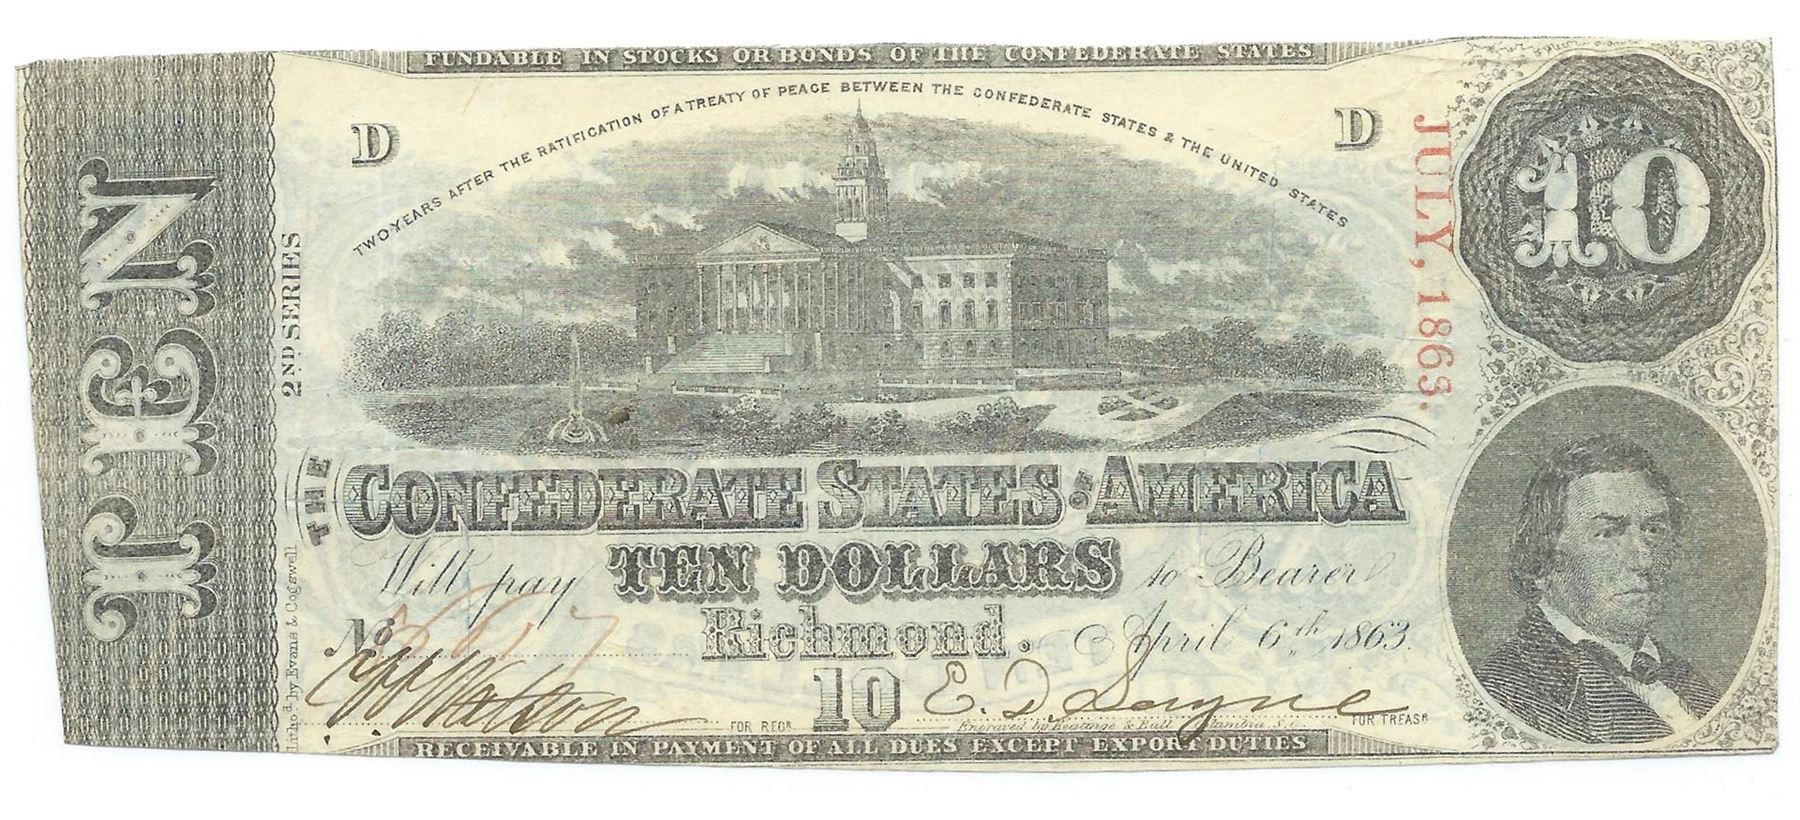 FUNDABLE IN STOCKS OR BONDS OF THE CONFEDERATE STATES
TWO YEARS AFTER THE RATIFICATION OF A TREATY OF PEACE BETWEEN THE CONFEDERATE STATES & THE UNITED STATES
D
D
10
JULY, 1863.
TEN
2ND SERIES
THE CONFEDERATE STATES OF AMERICA
Will pay TEN DOLLARS to Bearer
Richmond. April 6th 1863.
No
10
E. D. Sayne
FOR REGR
FOR TREASR
Engraved by Keatinge & Ball Columbia S.C.
Lithod. by Evans & Cogswell
RECEIVABLE IN PAYMENT OF ALL DUES EXCEPT EXPORT DUTIES